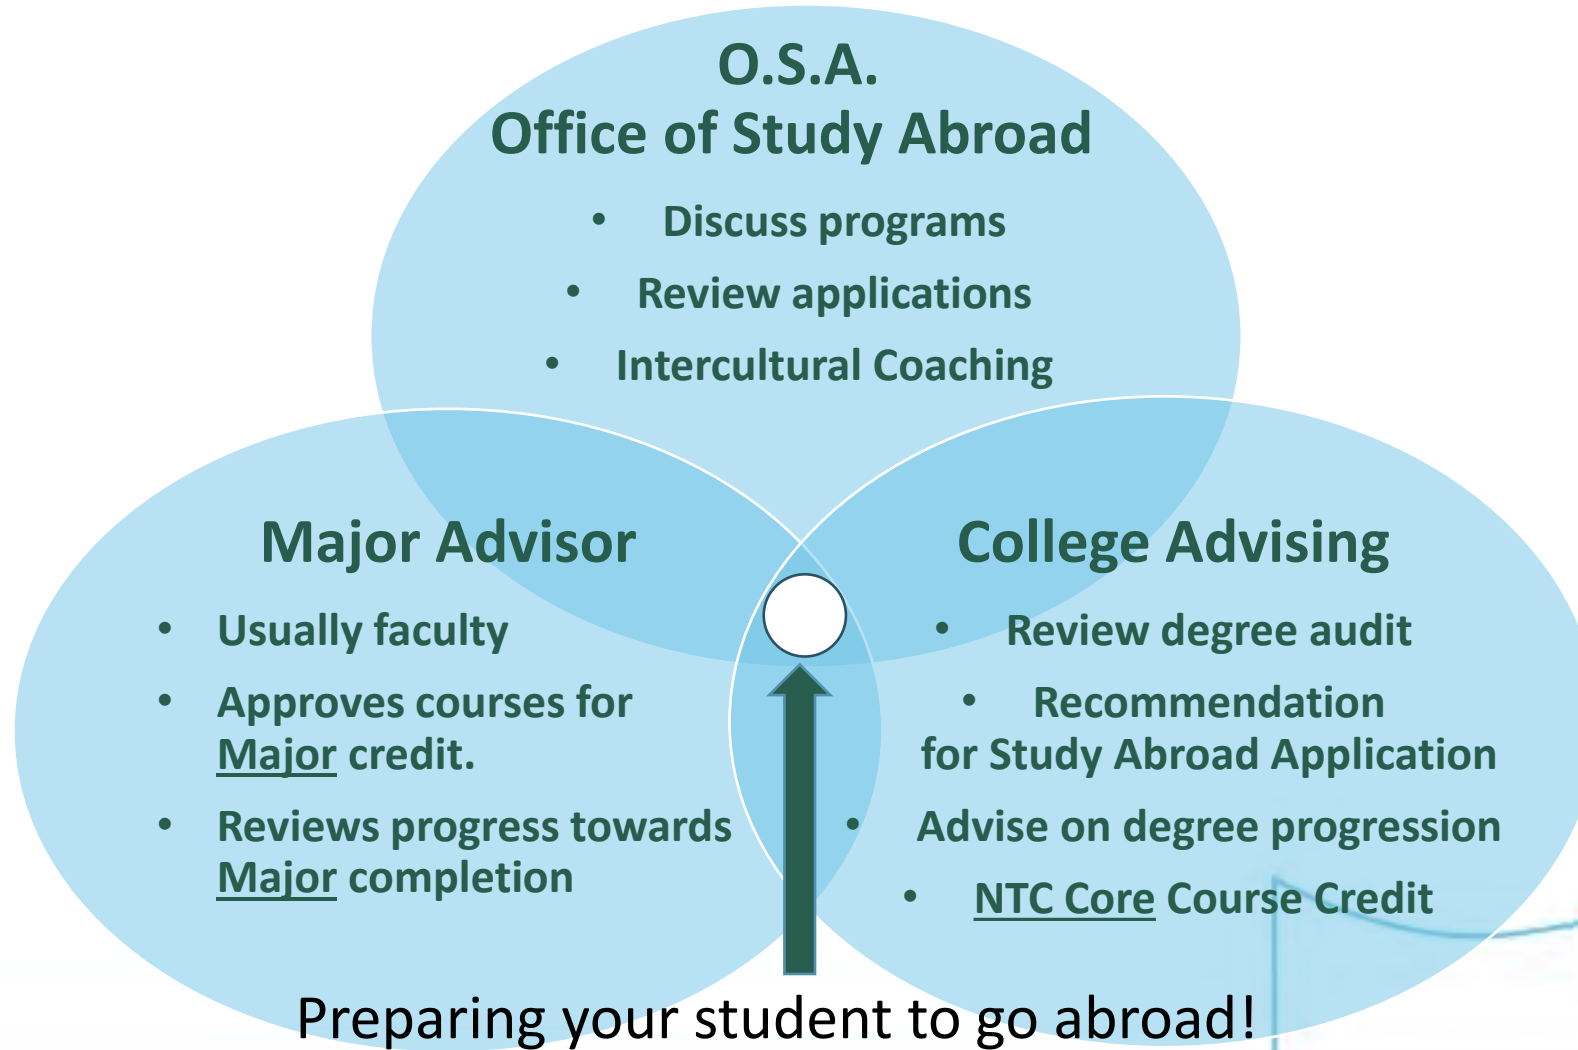 O.S.A.
Office of Study Abroad
• Discuss programs
• Review applications
• Intercultural Coaching
Major Advisor
• Usually faculty
• Approves courses for
Major credit.
• Reviews progress towards
Major completion
College Advising
• Review degree audit
• Recommendation
for Study Abroad Application
• Advise on degree progression
• NTC Core Course Credit
Preparing your student to go abroad!